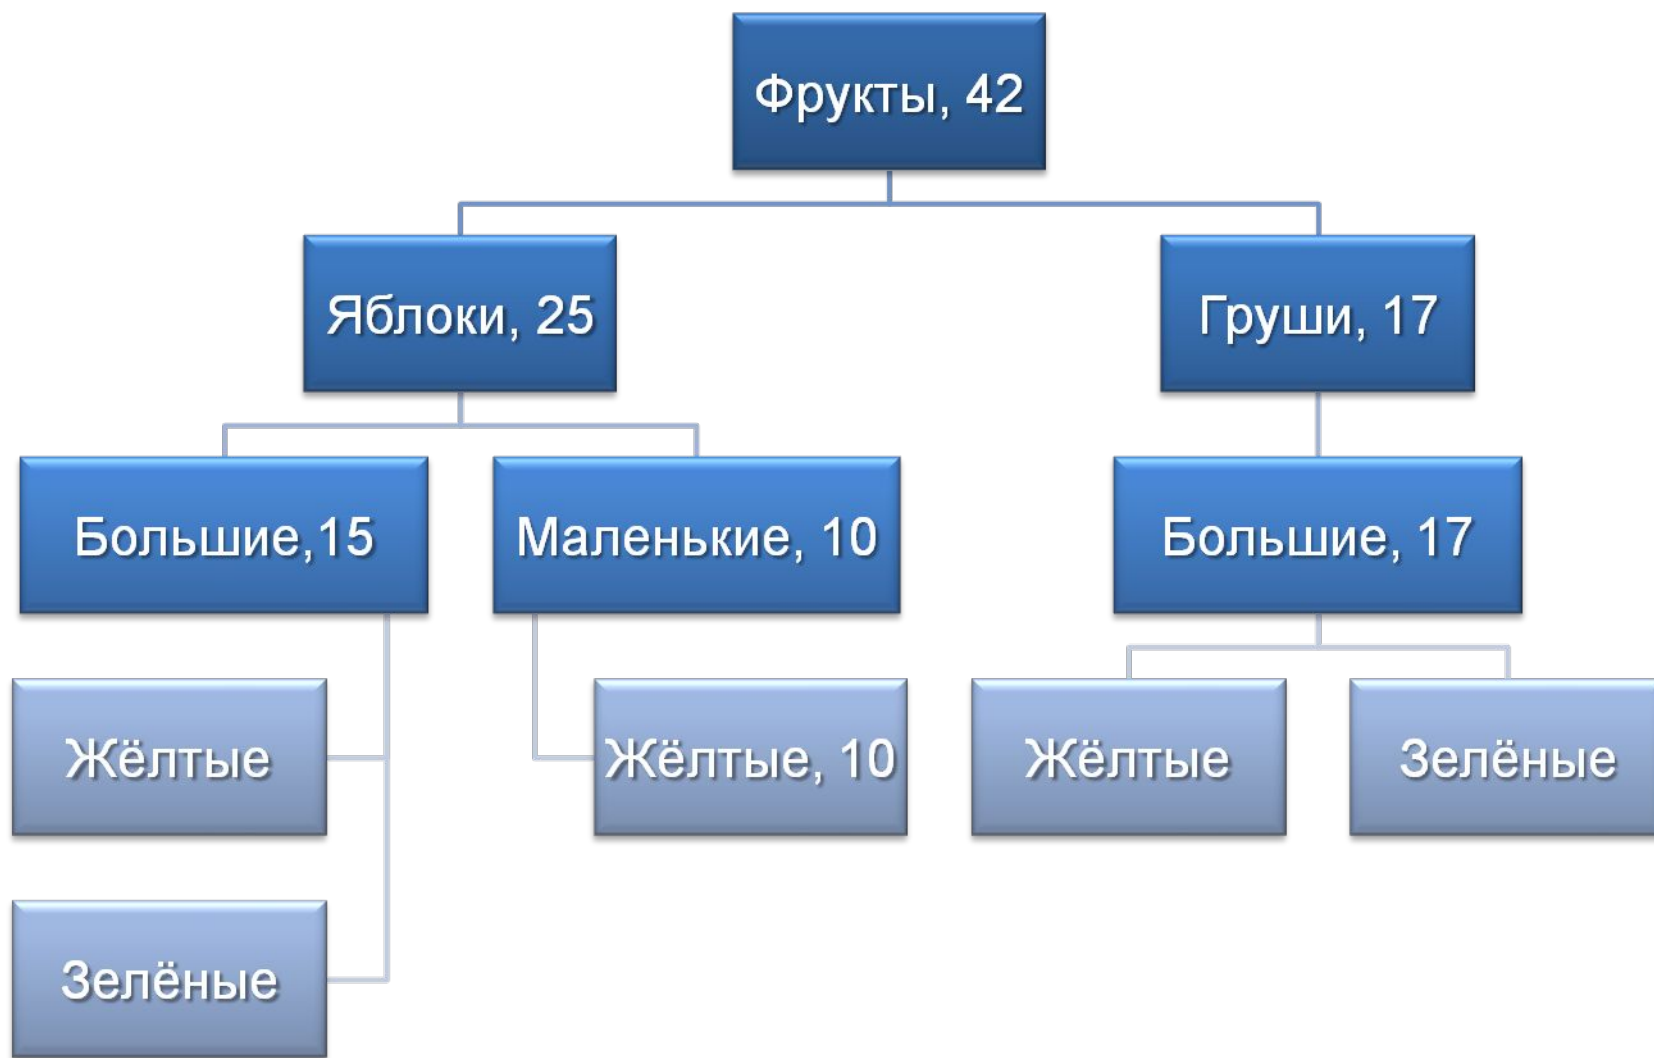 Фрукты, 42
Яблоки, 25
Груши, 17
Большие,15
Маленькие, 10
Большие, 17
Жёлтые
Жёлтые, 10
Жёлтые
Зелёные
Зелёные